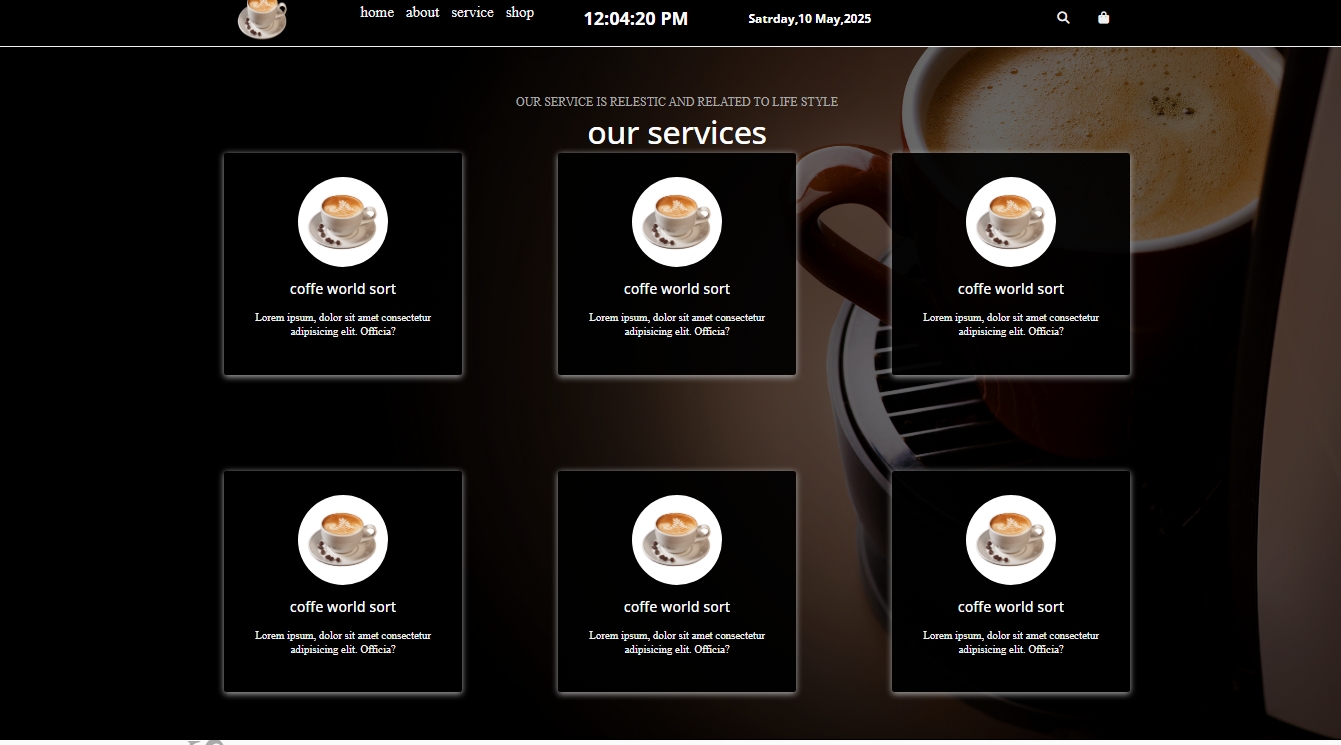 home about service shop 12:04:20 PM Satrday,10 May,2025
OUR SERVICE IS RELESTIC AND RELATED TO LIFE STYLE
our services
coffe world sort
Lorem ipsum, dolor sit amet consectetur
adipisicing elit. Officia?
coffe world sort
Lorem ipsum, dolor sit amet consectetur
adipisicing elit. Officia?
coffe world sort
Lorem ipsum, dolor sit amet consectetur
adipisicing elit. Officia?
coffe world sort
Lorem ipsum, dolor sit amet consectetur
adipisicing elit. Officia?
coffe world sort
Lorem ipsum, dolor sit amet consectetur
adipisicing elit. Officia?
coffe world sort
Lorem ipsum, dolor sit amet consectetur
adipisicing elit. Officia?